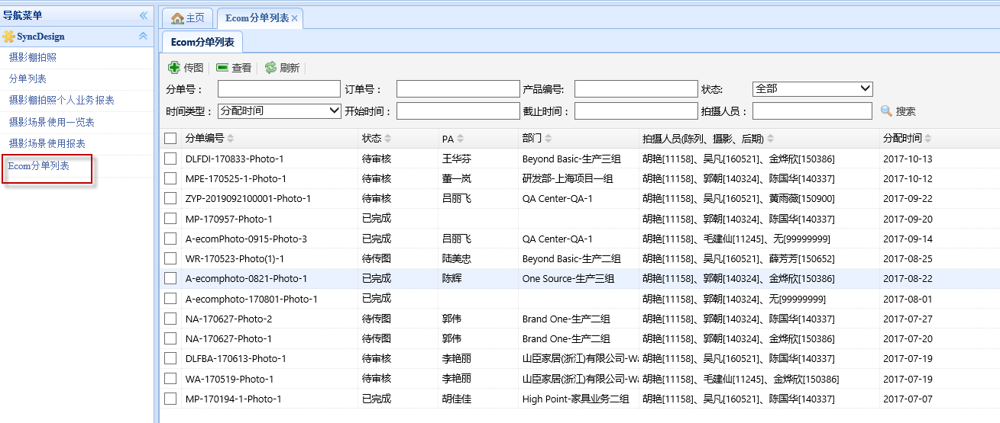 导航菜单
SyncDesign
摄影棚拍照
分单列表
摄影棚拍照个人业务报表
摄影场景使用一览表
摄影场景使用报表
Ecom分单列表
主页 Ecom分单列表
Ecom分单列表
传图 查看 刷新
分单号： 订单号： 产品编号: 状态: 全部
时间类型： 分配时间 开始时间： 截止时间： 拍摄人员： 搜索
分单编号 状态 PA 部门 拍摄人员(陈列、摄影、后期) 分配时间
DLFDI-170833-Photo-1 待审核 王华芬 Beyond Basic-生产三组 胡艳[11158]、吴凡[160521]、金烨欣[150386] 2017-10-13
MPE-170525-1-Photo-1 待审核 董一岚 研发部-上海项目一组 胡艳[11158]、郭朝[140324]、陈国华[140337] 2017-10-12
ZYP-2019092100001-Photo-1 待审核 吕丽飞 QA Center-QA-1 胡艳[11158]、吴凡[160521]、黄雨薇[150900] 2017-09-22
MP-170957-Photo-1 已完成 胡艳[11158]、郭朝[140324]、陈国华[140337] 2017-09-20
A-ecomPhoto-0915-Photo-3 已完成 吕丽飞 QA Center-QA-1 胡艳[11158]、毛建仙[11245]、无[99999999] 2017-09-14
WR-170523-Photo(1)-1 待传图 陆美忠 Beyond Basic-生产二组 胡艳[11158]、吴凡[160521]、薛芳芳[150652] 2017-08-25
A-ecomphoto-0821-Photo-1 已完成 陈辉 One Source-生产三组 胡艳[11158]、郭朝[140324]、金烨欣[150386] 2017-08-22
A-ecomphoto-170801-Photo-1 已完成 胡艳[11158]、郭朝[140324]、无[99999999] 2017-08-01
NA-170627-Photo-2 待传图 郭伟 Brand One-生产二组 胡艳[11158]、郭朝[140324]、陈国华[140337] 2017-07-27
NA-170627-Photo-1 待传图 郭伟 Brand One-生产二组 胡艳[11158]、郭朝[140324]、金烨欣[150386] 2017-07-20
DLFBA-170613-Photo-1 待审核 李艳丽 山臣家居(浙江)有限公司-Wa 胡艳[11158]、吴凡[160521]、陈国华[140337] 2017-07-19
WA-170519-Photo-1 待审核 李艳丽 山臣家居(浙江)有限公司-Wa 胡艳[11158]、毛建仙[11245]、金烨欣[150386] 2017-07-19
MP-170194-1-Photo-1 已完成 胡佳佳 High Point-家具业务二组 胡艳[11158]、吴凡[160521]、陈国华[140337] 2017-07-07